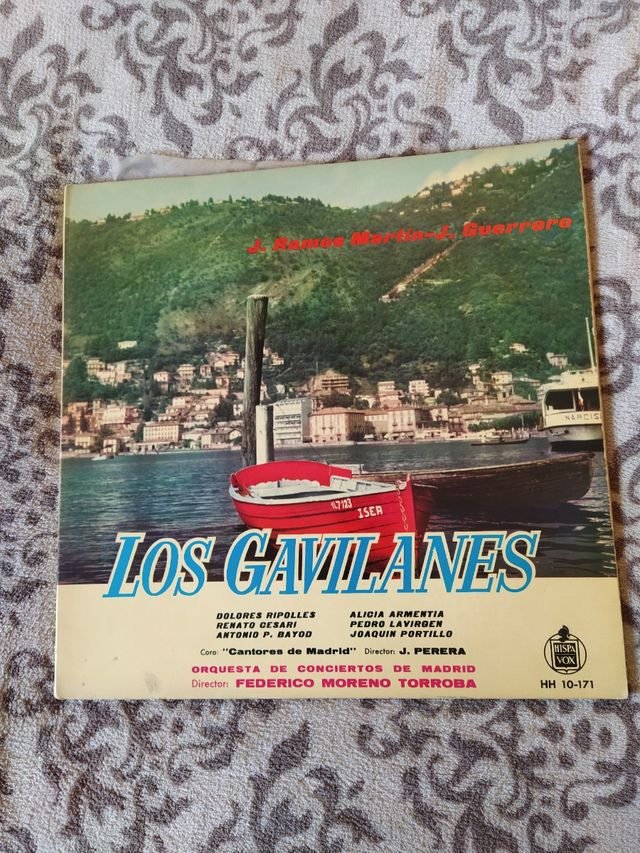 J. Ramos Martín-J. Guerrero
NARCIS
1L7123
ISEA
LOS GAVILANES
DOLORES RIPOLLES
RENATO CESARI
ANTONIO P. BAYOD
ALICIA ARMENTIA
PEDRO LAVIRGEN
JOAQUIN PORTILLO
Coro: "Cantores de Madrid" Director: J. PERERA
ORQUESTA DE CONCIERTOS DE MADRID
Director: FEDERICO MORENO TORROBA
HISPA
VOX
HH 10-171